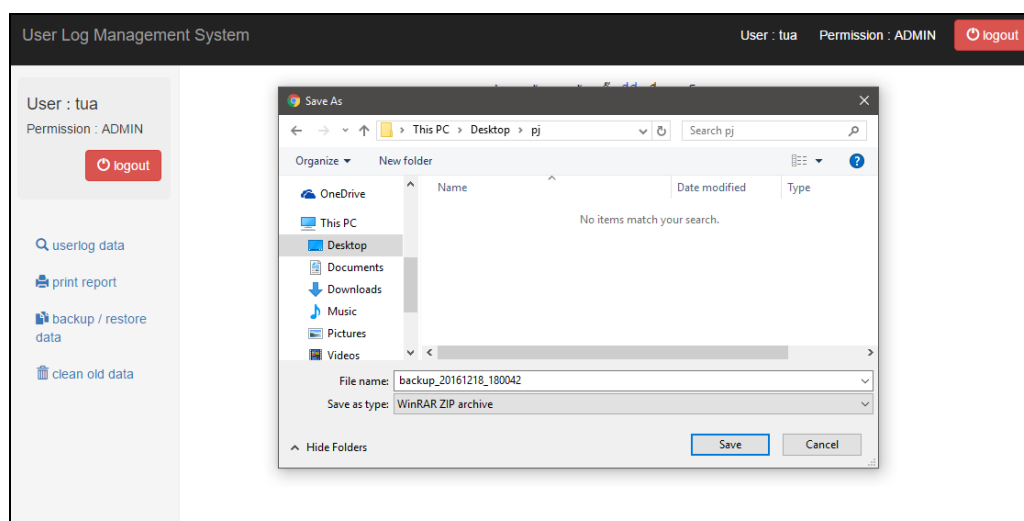 User Log Management System
User : tua Permission : ADMIN logout
User : tua
Permission : ADMIN
logout
userlog data
print report
backup / restore
data
clean old data
Save As
This PC > Desktop > pj
Search pj
Organize
New folder
OneDrive
This PC
Desktop
Documents
Downloads
Music
Pictures
Videos
Name Date modified Type
No items match your search.
File name: backup_20161218_180042
Save as type: WinRAR ZIP archive
Hide Folders
Save
Cancel